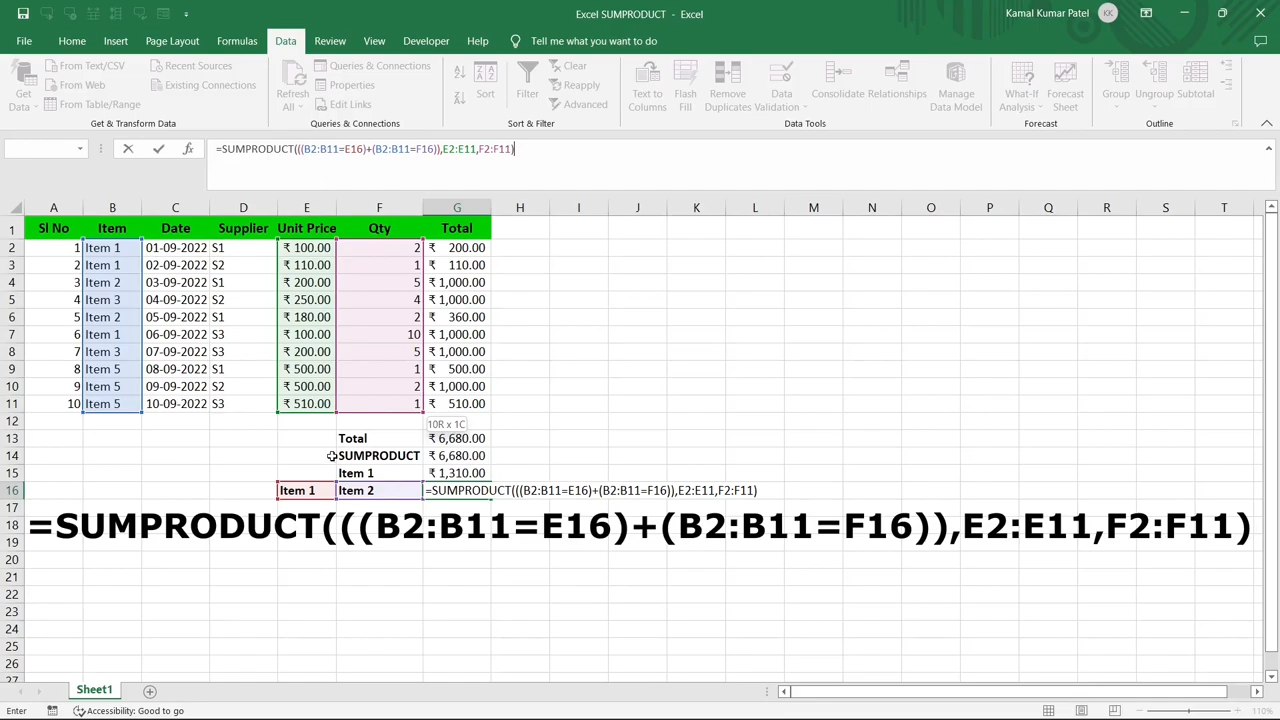 Excel SUMPRODUCT - Excel
Kamal Kumar Patel KK
File Home Insert Page Layout Formulas Data Review View Developer Help Tell me what you want to do
Get Data
From Text/CSV
From Web
From Table/Range
Recent Sources
Existing Connections
Get & Transform Data
Refresh All
Queries & Connections
Properties
Edit Links
Queries & Connections
Sort
Filter
Clear
Reapply
Advanced
Sort & Filter
Text to Columns
Flash Fill
Remove Duplicates
Data Validation
Consolidate
Relationships
Manage Data Model
Data Tools
What-If Analysis
Forecast Sheet
Forecast
Group
Ungroup
Subtotal
Outline
fx =SUMPRODUCT(((B2:B11=E16)+(B2:B11=F16)),E2:E11,F2:F11)
A B C D E F G H I J K L M N O P Q R S T
1 Sl No Item Date Supplier Unit Price Qty Total
2 1 Item 1 01-09-2022 S1 ₹ 100.00 2 ₹ 200.00
3 2 Item 1 02-09-2022 S2 ₹ 110.00 1 ₹ 110.00
4 3 Item 2 03-09-2022 S1 ₹ 200.00 5 ₹ 1,000.00
5 4 Item 3 04-09-2022 S2 ₹ 250.00 4 ₹ 1,000.00
6 5 Item 2 05-09-2022 S1 ₹ 180.00 2 ₹ 360.00
7 6 Item 1 06-09-2022 S3 ₹ 100.00 10 ₹ 1,000.00
8 7 Item 3 07-09-2022 S3 ₹ 200.00 5 ₹ 1,000.00
9 8 Item 5 08-09-2022 S1 ₹ 500.00 1 ₹ 500.00
10 9 Item 5 09-09-2022 S2 ₹ 500.00 2 ₹ 1,000.00
11 10 Item 5 10-09-2022 S3 ₹ 510.00 1 ₹ 510.00
12 10R x 1C
13 Total ₹ 6,680.00
14 SUMPRODUCT ₹ 6,680.00
15 Item 1 ₹ 1,310.00
16 Item 1 Item 2 =SUMPRODUCT(((B2:B11=E16)+(B2:B11=F16)),E2:E11,F2:F11)
17
18 =SUMPRODUCT(((B2:B11=E16)+(B2:B11=F16)),E2:E11,F2:F11)
19
20
21
22
23
24
25
26
27
Sheet1
Enter Accessibility: Good to go 110%